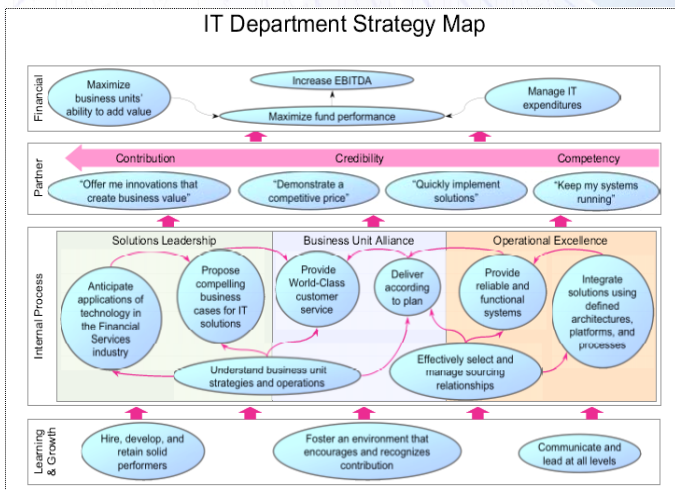 IT Department Strategy Map
Financial
Maximize
business units'
ability to add value
Increase EBITDA
Maximize fund performance
Manage IT
expenditures
Partner
Contribution
Credibility
Competency
"Offer me innovations that
create business value"
"Demonstrate a
competitive price"
"Quickly implement
solutions"
"Keep my systems
running"
Internal Process
Solutions Leadership
Business Unit Alliance
Operational Excellence
Anticipate
applications of
technology in
the Financial
Services
industry
Propose
compelling
business
cases for IT
solutions
Provide
World-Class
customer
service
Deliver
according
to plan
Provide
reliable and
functional
systems
Integrate
solutions using
defined
architectures,
platforms, and
processes
Understand business unit
strategies and operations
Effectively select and
manage sourcing
relationships
Learning
& Growth
Hire, develop, and
retain solid
performers
Foster an environment that
encourages and recognizes
contribution
Communicate and
lead at all levels